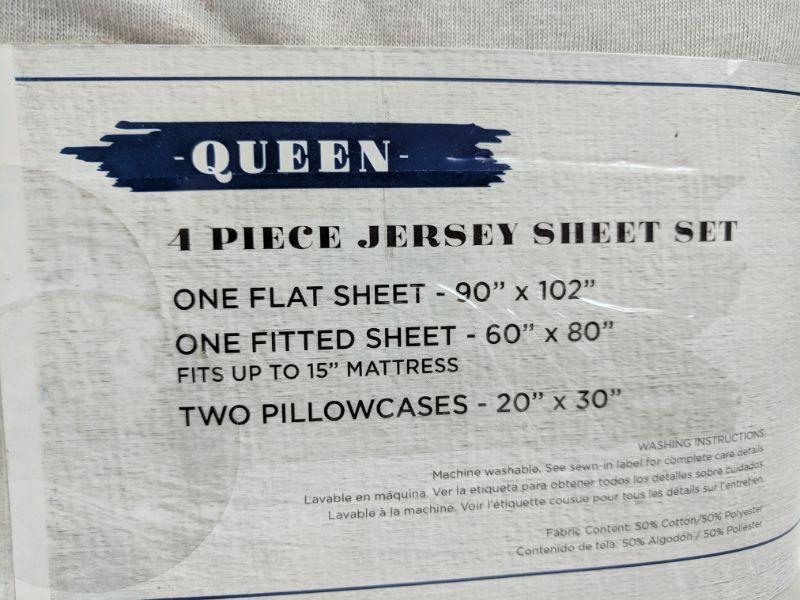 -QUEEN-
4 PIECE JERSEY SHEET SET
ONE FLAT SHEET - 90” x 102”
ONE FITTED SHEET - 60” x 80”
FITS UP TO 15” MATTRESS
TWO PILLOWCASES - 20” x 30”
WASHING INSTRUCTIONS:
Machine washable. See sewn-in label for complete care details
Lavable en máquina. Ver la etiqueta para obtener todos los detalles sobre cuidados.
Lavable à la machine. Voir l'étiquette cousue pour tous les détails sur l'entretien.
Fabric Content: 50% Cotton/50% Polyester
Contenido de tela: 50% Algodón / 50% Poliéster